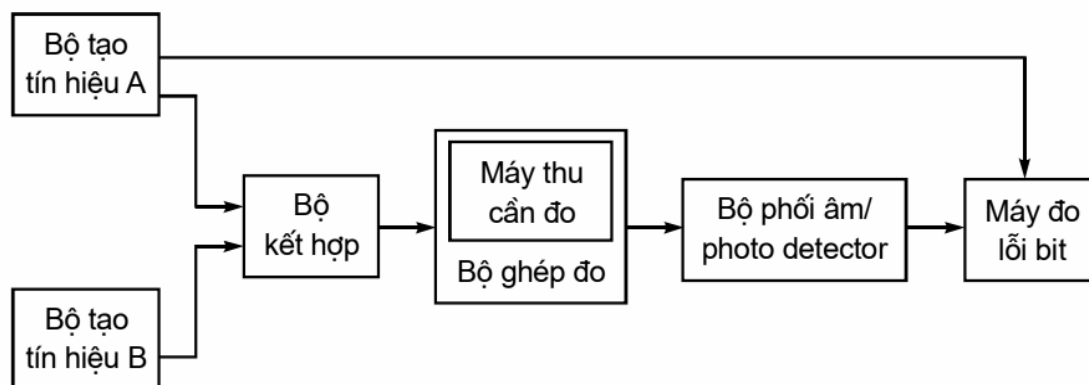 Bộ tạo
tín hiệu A
Bộ
kết hợp
Máy thu
cần đo
Bộ ghép đo
Bộ phối âm/
photo detector
Máy đo
lỗi bit
Bộ tạo
tín hiệu B